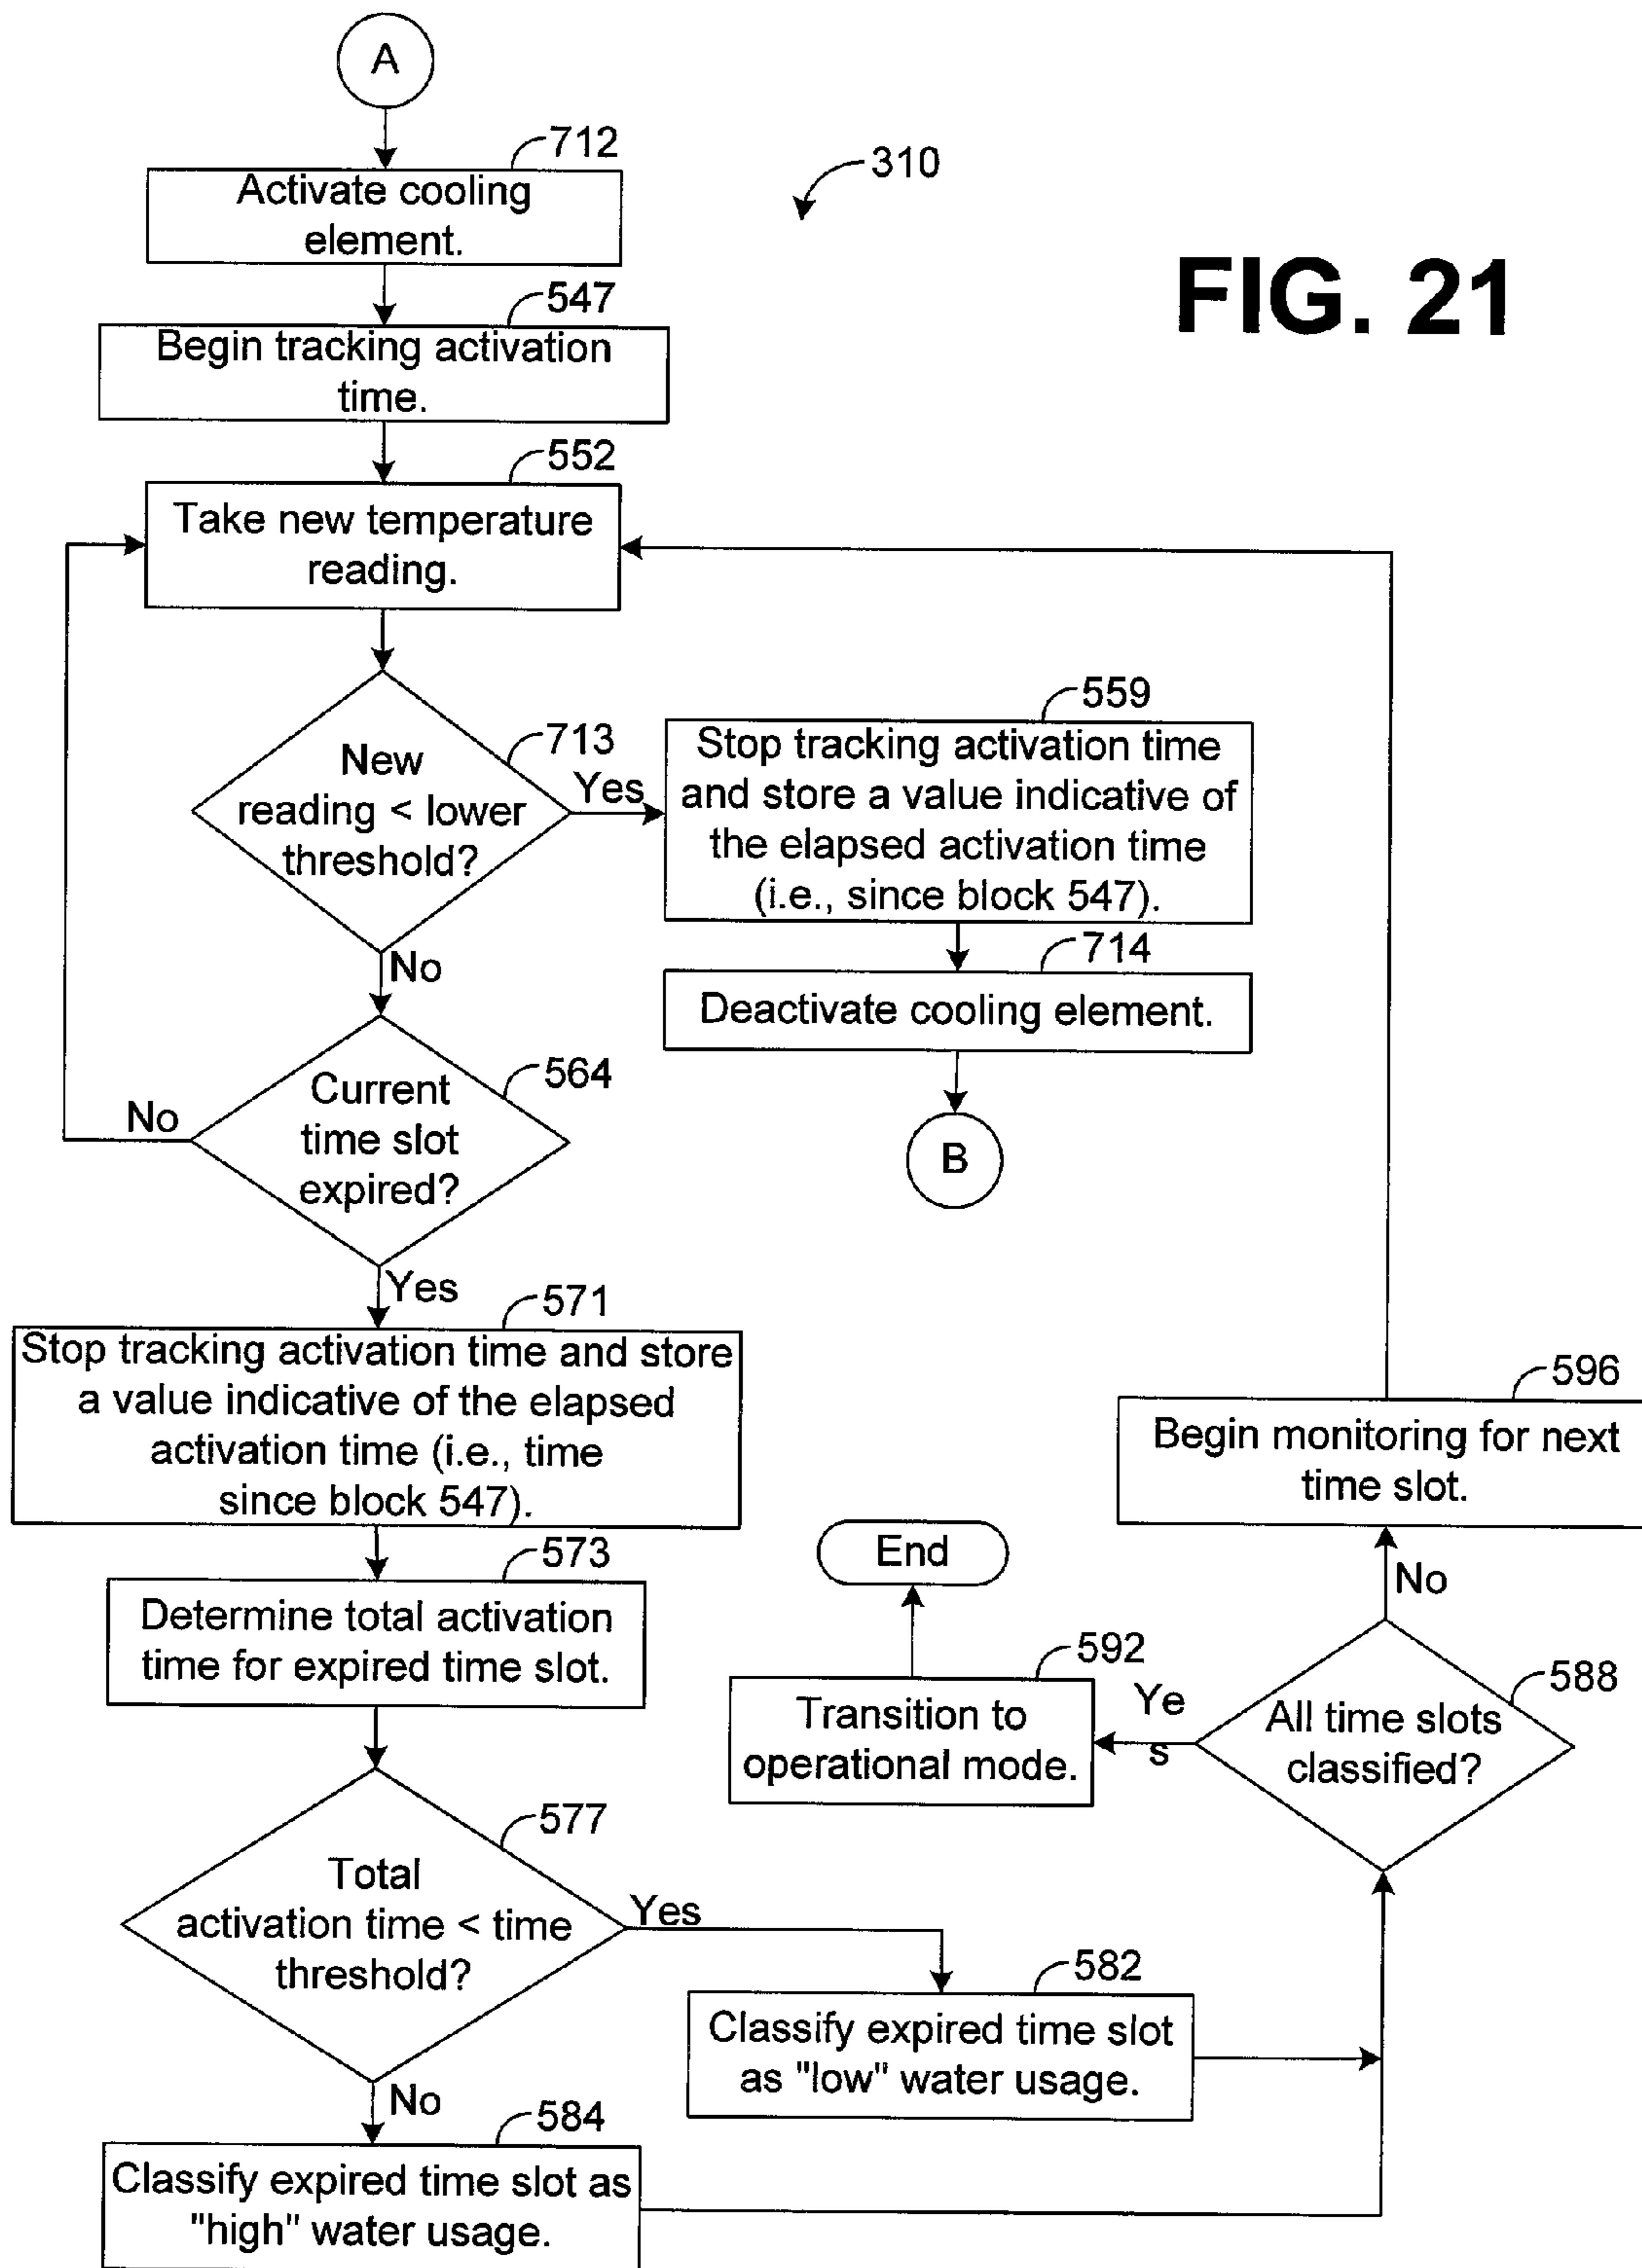 A
712
Activate cooling
element.
310
FIG. 21
547
Begin tracking activation
time.
552
Take new temperature
reading.
713
New
reading < lower
threshold?
Yes
559
Stop tracking activation time
and store a value indicative of
the elapsed activation time
(i.e., since block 547).
No
714
Deactivate cooling element.
B
564
Current
time slot
expired?
No
Yes
571
Stop tracking activation time and store
a value indicative of the elapsed
activation time (i.e., time
since block 547).
573
Determine total activation
time for expired time slot.
577
Total
activation time < time
threshold?
Yes
582
Classify expired time slot
as "low" water usage.
No
584
Classify expired time slot as
"high" water usage.
588
All time slots
classified?
Ye
s
592
Transition to
operational mode.
End
No
596
Begin monitoring for next
time slot.